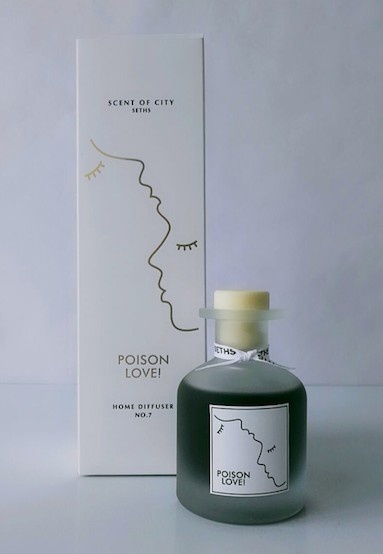 SCENT OF CITY
SETHS
POISON
LOVE!
HOME DIFFUSER
NO.7
SETHS
POISON
LOVE!